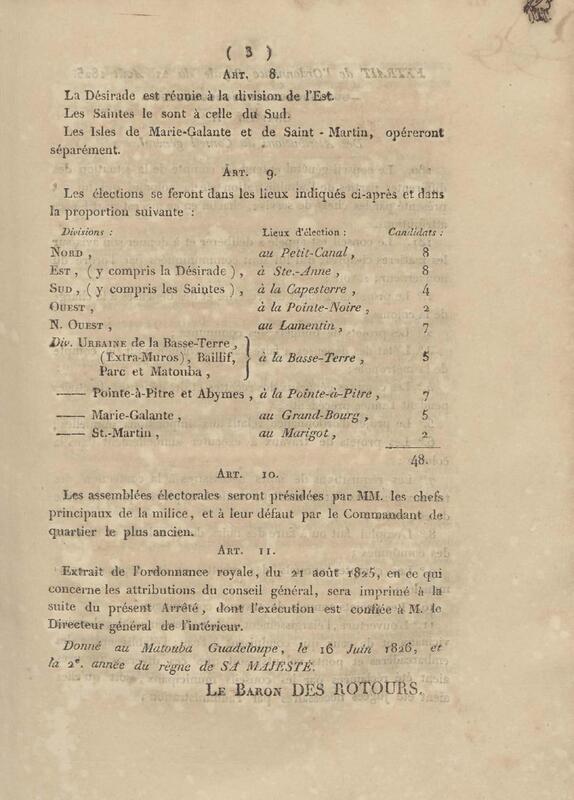 ( 3 )
Art. 8.
La Désirade est réunie à la division de l'Est.
Les Saintes le sont à celle du Sud.
Les Isles de Marie-Galante et de Saint-Martin, opéreront
séparément.
Art. 9.
Les élections se feront dans les lieux indiqués ci-après et dans
la proportion suivante :
Divisions : Lieux d'élection : Candidats :
Nord, au Petit-Canal, 8
Est, ( y compris la Désirade ), à Ste.-Anne, 8
Sud, ( y compris les Saintes ), à la Capesterre, 4
Ouest, à la Pointe-Noire, 2
N. Ouest, au Lamentin, 7
Div. Urbaine de la Basse-Terre,
(Extra-Muros), Baillif, à la Basse-Terre, 5
Parc et Matouba,
—— Pointe-à-Pitre et Abymes, à la Pointe-à-Pitre, 7
—— Marie-Galante, au Grand-Bourg, 5
—— St.-Martin, au Marigot, 2
48.
Art. 10.
Les assemblées électorales seront présidées par MM. les chefs
principaux de la milice, et à leur défaut par le Commandant de
quartier le plus ancien.
Art. 11.
Extrait de l'ordonnance royale, du 21 août 1825, en ce qui
concerne les attributions du conseil général, sera imprimé à la
suite du présent Arrêté, dont l'exécution est confiée à M. le
Directeur général de l'intérieur.
Donné au Matouba Guadeloupe, le 16 Juin 1826, et
la 2e. année du règne de SA MAJESTÉ.
Le Baron DES ROTOURS.